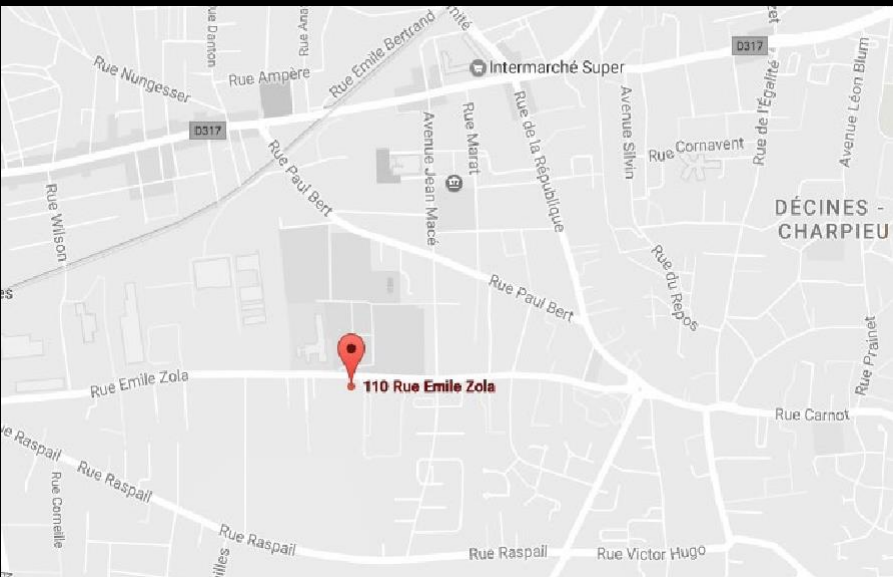 Rue Danton
Rue Ana
Rue Nungesser
Rue Ampère
Rue Emile Bertrand
Intermarché Super
D317
D317
Rue Paul Bert
Avenue Jean Macé
Rue Marat
Rue de la République
Avenue Silvin
Rue Cornavent
Rue de l'Égalité
Avenue Léon Blum
Rue Wilson
DÉCINES -
CHARPIEU
Rue du Repos
Rue Paul Bert
Rue Prainet
Rue Emile Zola
110 Rue Emile Zola
Rue Carnot
ue Raspail
Rue Raspail
Rue Corneille
Rue Raspail
Rue Raspail
Rue Victor Hugo